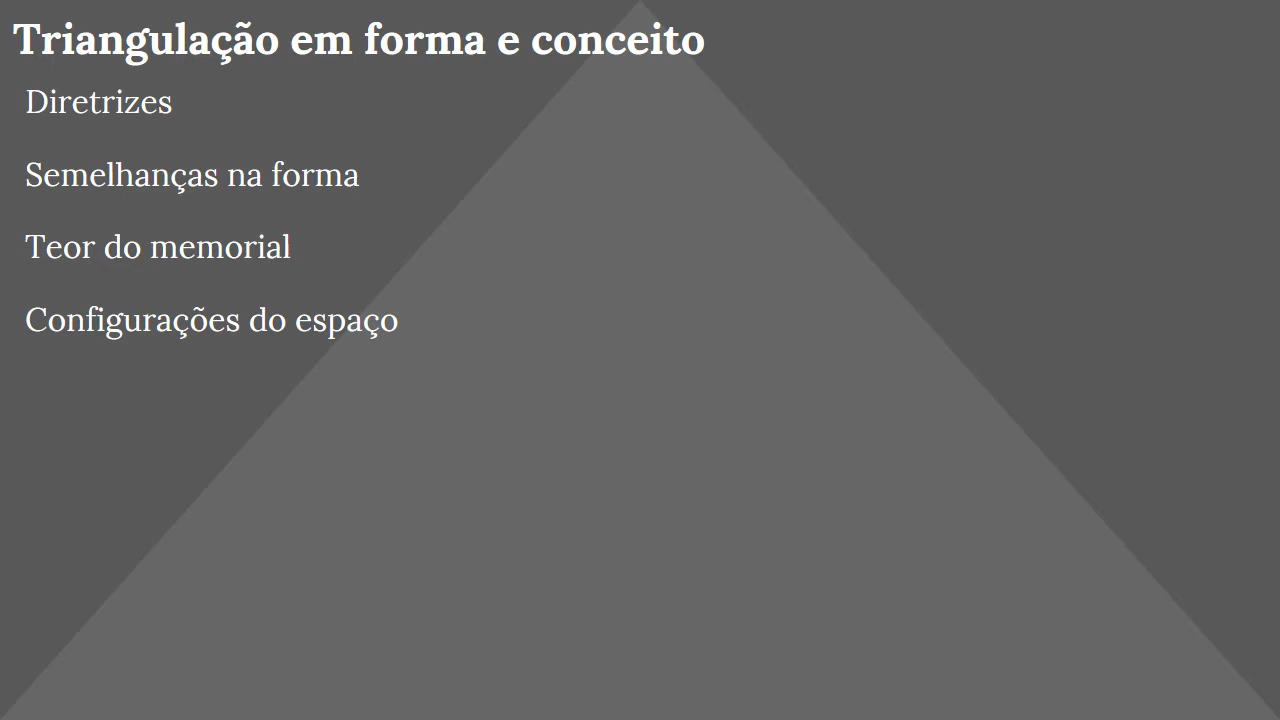 Triangulação em forma e conceito
Diretrizes
Semelhanças na forma
Teor do memorial
Configurações do espaço